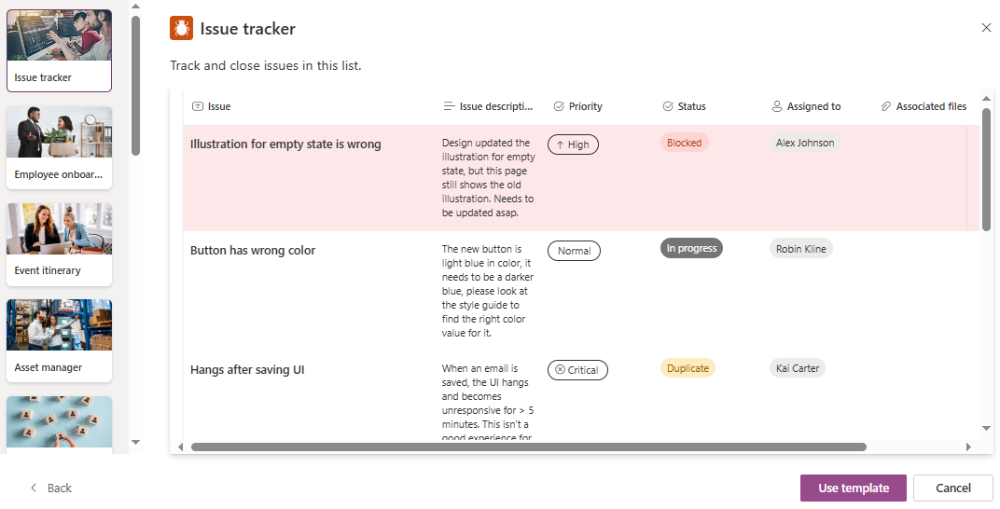 Issue tracker
Employee onboar...
Event itinerary
Asset manager
Issue tracker
Track and close issues in this list.
Issue
Issue descripti...
Priority
Status
Assigned to
Associated files
Illustration for empty state is wrong
Design updated the
illustration for empty
state, but this page
still shows the old
illustration. Needs to
be updated asap.
High
Blocked
Alex Johnson
Button has wrong color
The new button is
light blue in color, it
needs to be a darker
blue, please look at
the style guide to
find the right color
value for it.
Normal
In progress
Robin Kline
Hangs after saving UI
When an email is
saved, the UI hangs
and becomes
unresponsive for > 5
minutes. This isn't a
good experience for
Critical
Duplicate
Kai Carter
Back
Use template
Cancel